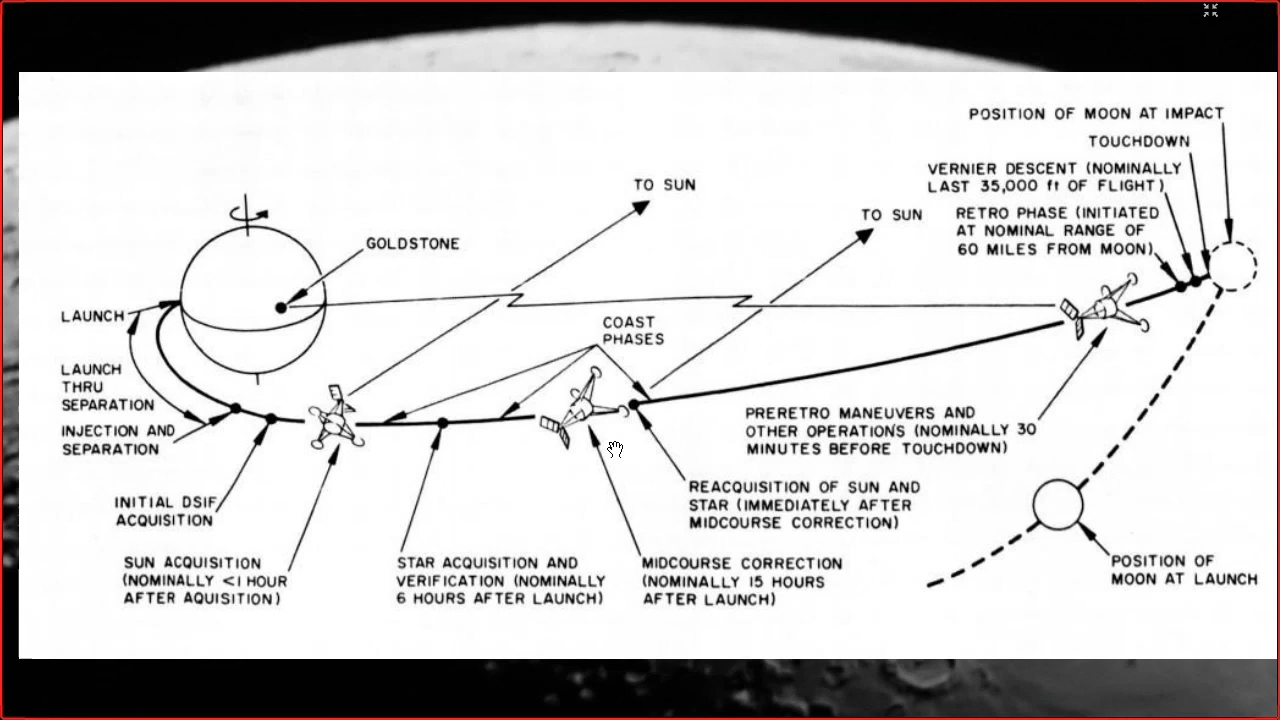 POSITION OF MOON AT IMPACT
TOUCHDOWN
VERNIER DESCENT (NOMINALLY
LAST 35,000 ft OF FLIGHT)
RETRO PHASE (INITIATED
AT NOMINAL RANGE OF
60 MILES FROM MOON)
TO SUN
TO SUN
GOLDSTONE
LAUNCH
COAST
PHASES
LAUNCH
THRU
SEPARATION
INJECTION AND
SEPARATION
PRERETRO MANEUVERS AND
OTHER OPERATIONS (NOMINALLY 30
MINUTES BEFORE TOUCHDOWN)
INITIAL DSIF
ACQUISITION
REACQUISITION OF SUN AND
STAR (IMMEDIATELY AFTER
MIDCOURSE CORRECTION)
SUN ACQUISITION
(NOMINALLY <1 HOUR
AFTER AQUISITION)
STAR ACQUISITION AND
VERIFICATION (NOMINALLY
6 HOURS AFTER LAUNCH)
MIDCOURSE CORRECTION
(NOMINALLY 15 HOURS
AFTER LAUNCH)
POSITION OF
MOON AT LAUNCH